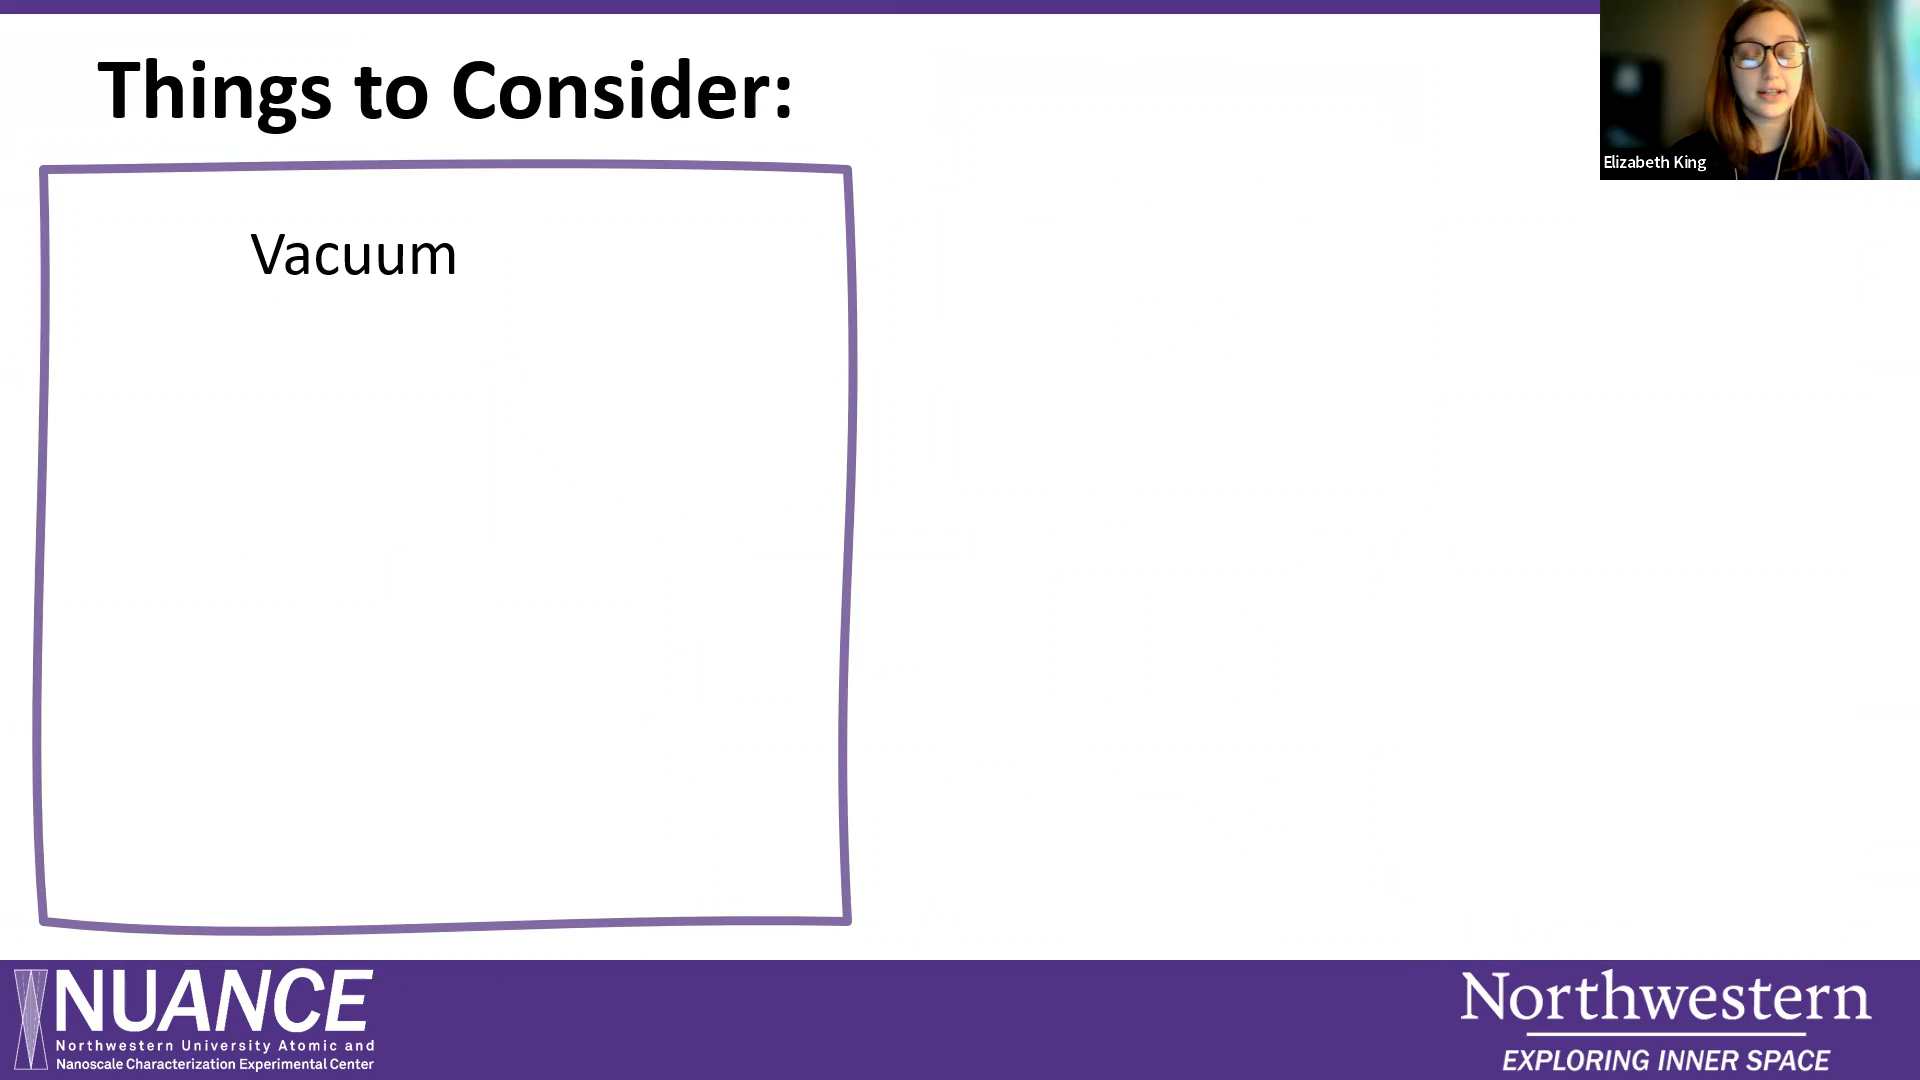 Things to Consider:
Elizabeth King
Vacuum
NUANCE
Northwestern University Atomic and
Nanoscale Characterization Experimental Center
Northwestern
EXPLORING INNER SPACE